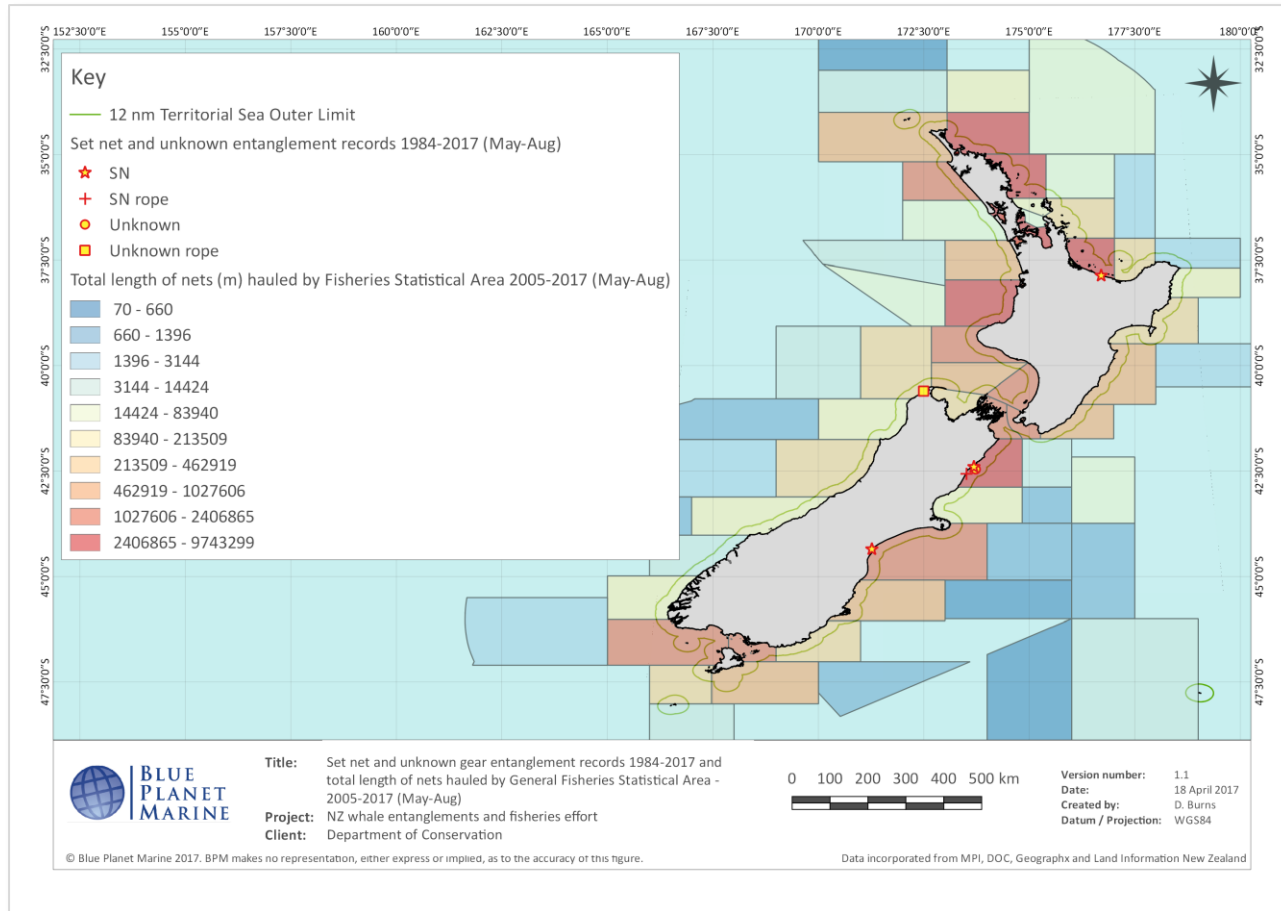 152°30'0"S 155°0'0"S 157°30'0"S 160°0'0"S 162°30'0"S 165°0'0"S 167°30'0"S 170°0'0"S 172°30'0"S 175°0'0"S 177°30'0"S 180°0'0"S
32°30'0"S
35°0'0"S
37°30'0"S
40°0'0"S
42°30'0"S
45°0'0"S
47°30'0"S
Key
12 nm Territorial Sea Outer Limit
Set net and unknown entanglement records 1984-2017 (May-Aug)
SN
SN rope
Unknown
Unknown rope
Total length of nets (m) hauled by Fisheries Statistical Area 2005-2017 (May-Aug)
70 - 660
660 - 1396
1396 - 3144
3144 - 14424
14424 - 83940
83940 - 213509
213509 - 462919
462919 - 1027606
1027606 - 2406865
2406865 - 9743299
32°30'0"S
35°0'0"S
37°30'0"S
40°0'0"S
42°30'0"S
45°0'0"S
47°30'0"S
BLUE
PLANET
MARINE
Title: Set net and unknown gear entanglement records 1984-2017 and
total length of nets hauled by General Fisheries Statistical Area -
2005-2017 (May-Aug)
Project: NZ whale entanglements and fisheries effort
Client: Department of Conservation
0 100 200 300 400 500 km
Version number: 1.1
Date: 18 April 2017
Created by: D. Burns
Datum / Projection: WGS84
© Blue Planet Marine 2017. BPM makes no representation, either express or implied, as to the accuracy of this figure.
Data incorporated from MPI, DOC, Geographx and Land Information New Zealand